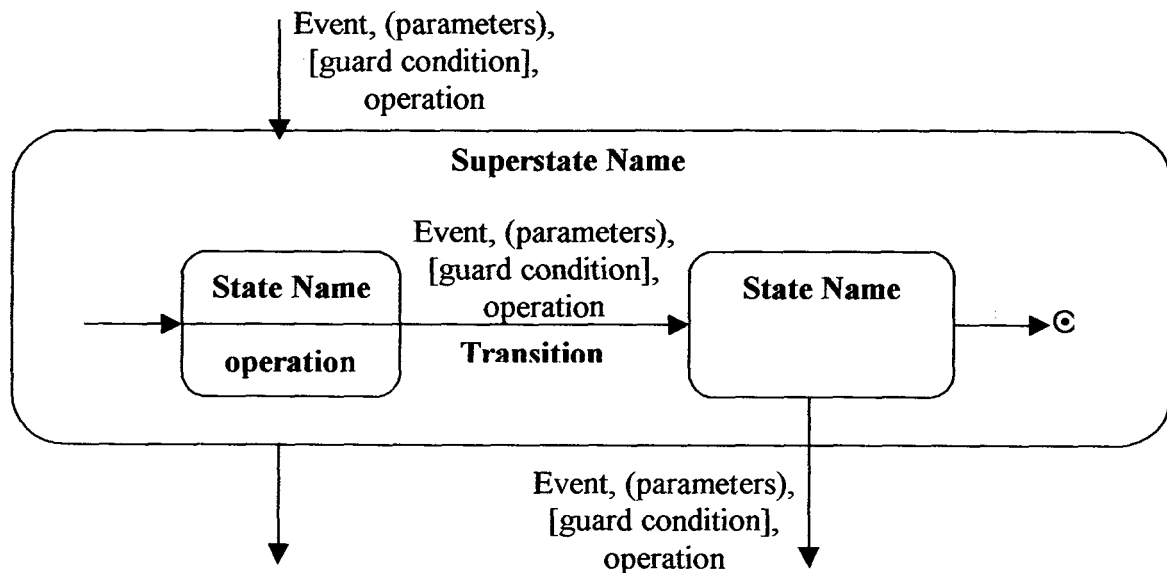 Event, (parameters),
[guard condition],
operation
Superstate Name
Event, (parameters),
[guard condition],
operation
State Name
operation
Transition
State Name
Event, (parameters),
[guard condition],
operation